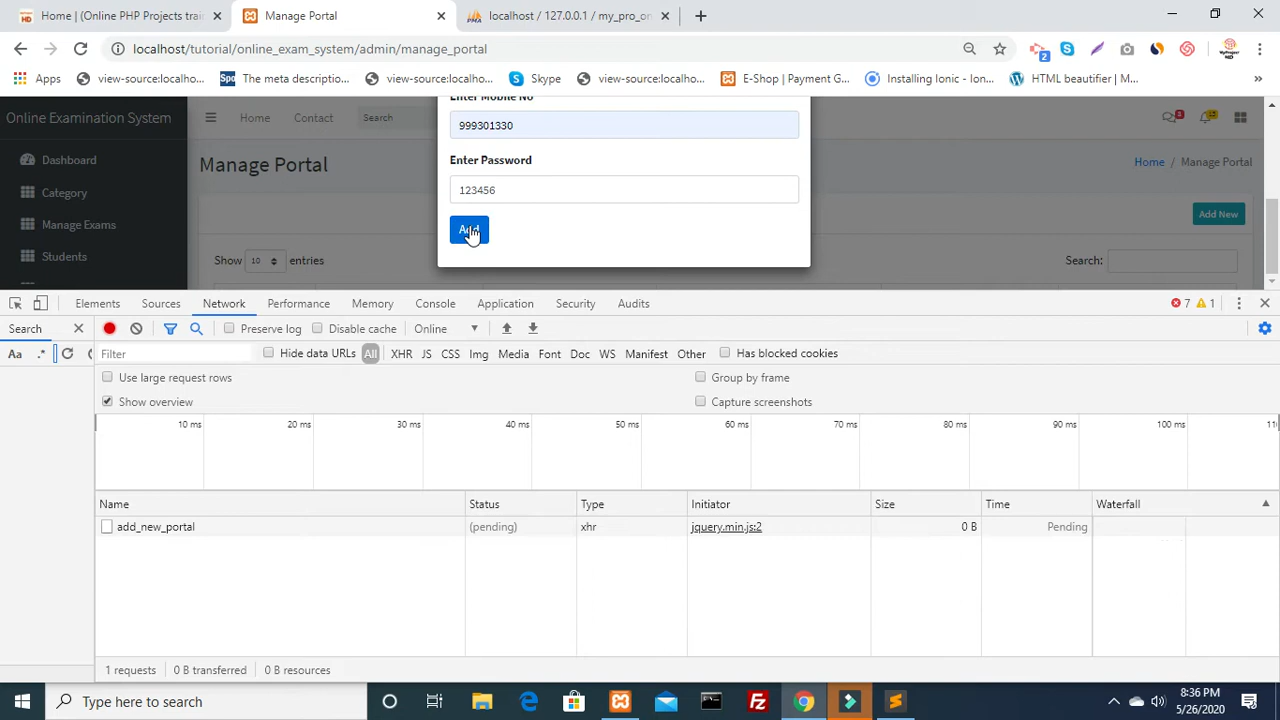 Home | (Online PHP Projects trai
Manage Portal
localhost / 127.0.0.1 / my_pro_on
localhost/tutorial/online_exam_system/admin/manage_portal
2
Apps
view-source:localho...
Spo
The meta descriptio...
view-source:localho...
Skype
view-source:localho...
E-Shop | Payment G...
Installing Ionic - Ion...
HTML beautifier | M...
»
Online Examination System
Home
Contact
Search
Enter Mobile No
999301330
Dashboard
Manage Portal
Enter Password
Home / Manage Portal
Category
123456
Add New
Manage Exams
Add
Students
Show 10 entries
Search:
Elements
Sources
Network
Performance
Memory
Console
Application
Security
Audits
7
1
Search
Preserve log
Disable cache
Online
Aa
.*
Filter
Hide data URLs
All
XHR
JS
CSS
Img
Media
Font
Doc
WS
Manifest
Other
Has blocked cookies
Use large request rows
Group by frame
Show overview
Capture screenshots
10 ms
20 ms
30 ms
40 ms
50 ms
60 ms
70 ms
80 ms
90 ms
100 ms
Name
Status
Type
Initiator
Size
Time
Waterfall
add_new_portal
(pending)
xhr
jquery.min.js:2
0 B
Pending
1 requests
0 B transferred
0 B resources
Type here to search
8:36 PM
5/26/2020